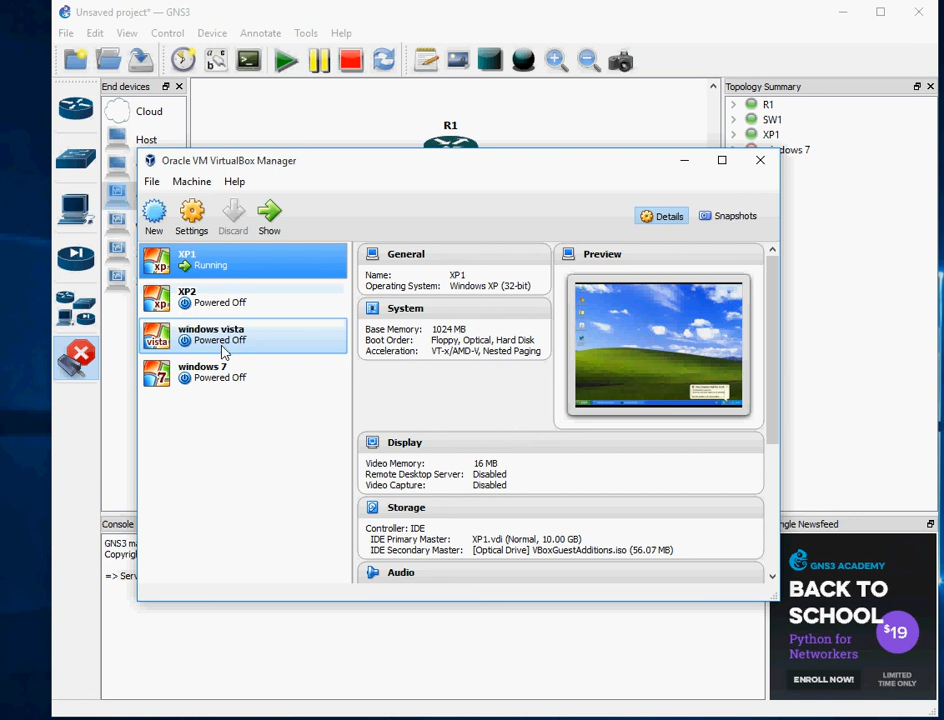 Unsaved project* — GNS3
File Edit View Control Device Annotate Tools Help
End devices
Cloud
Host
R1
Topology Summary
R1
SW1
XP1
ndows 7
Oracle VM VirtualBox Manager
File Machine Help
New Settings Discard Show
Details Snapshots
XP1
Running
XP2
Powered Off
windows vista
Powered Off
windows 7
Powered Off
General
Name: XP1
Operating System: Windows XP (32-bit)
System
Base Memory: 1024 MB
Boot Order: Floppy, Optical, Hard Disk
Acceleration: VT-x/AMD-V, Nested Paging
Preview
Display
Video Memory: 16 MB
Remote Desktop Server: Disabled
Video Capture: Disabled
Storage
Controller: IDE
IDE Primary Master: XP1.vdi (Normal, 10.00 GB)
IDE Secondary Master: [Optical Drive] VBoxGuestAdditions.iso (56.07 MB)
Audio
Console
GNS3 m
Copyrig
=> Serv
ngle Newsfeed
GNS3 ACADEMY
BACK TO
SCHOOL
$19
Python for
Networkers
ENROLL NOW!
LIMITED
TIME ONLY